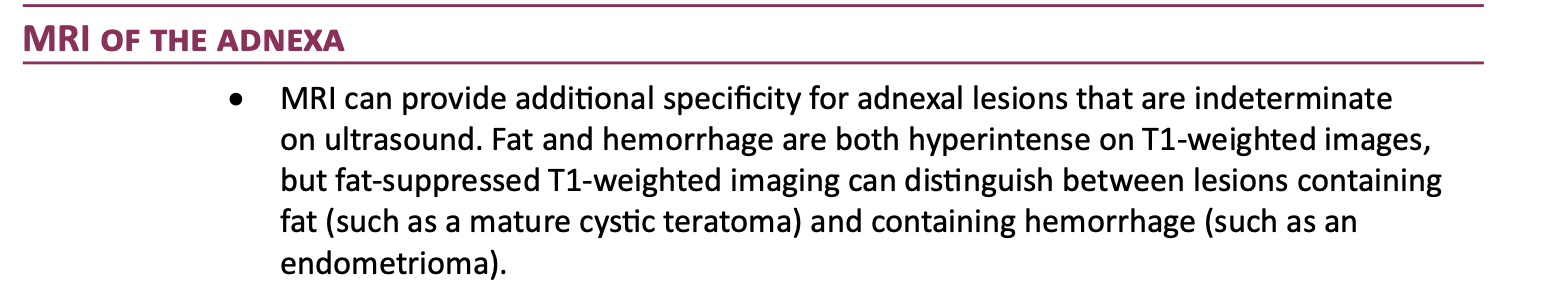 MRI OF THE ADNEXA
• MRI can provide additional specificity for adnexal lesions that are indeterminate
on ultrasound. Fat and hemorrhage are both hyperintense on T1-weighted images,
but fat-suppressed T1-weighted imaging can distinguish between lesions containing
fat (such as a mature cystic teratoma) and containing hemorrhage (such as an
endometrioma).